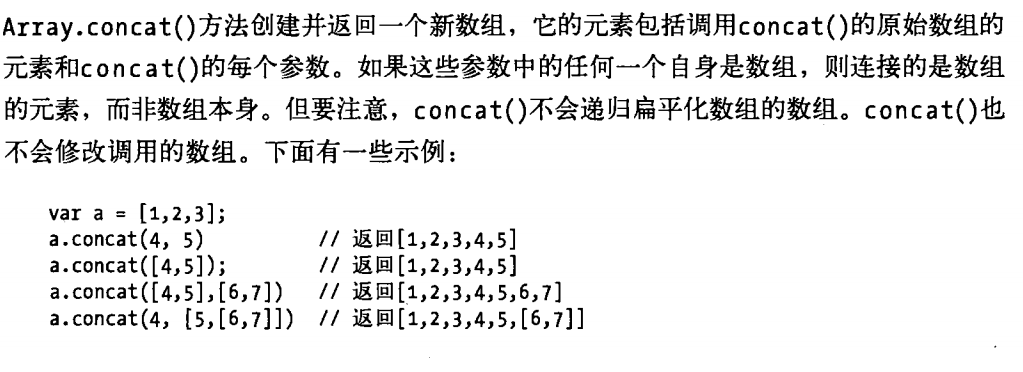 Array.concat()方法创建并返回一个新数组，它的元素包括调用concat()的原始数组的
元素和concat()的每个参数。如果这些参数中的任何一个自身是数组，则连接的是数组
的元素，而非数组本身。但要注意，concat()不会递归扁平化数组的数组。concat()也
不会修改调用的数组。下面有一些示例：
var a = [1,2,3];
a.concat(4, 5) // 返回[1,2,3,4,5]
a.concat([4,5]); // 返回[1,2,3,4,5]
a.concat([4,5],[6,7]) // 返回[1,2,3,4,5,6,7]
a.concat(4, [5,[6,7]]) // 返回[1,2,3,4,5,[6,7]]